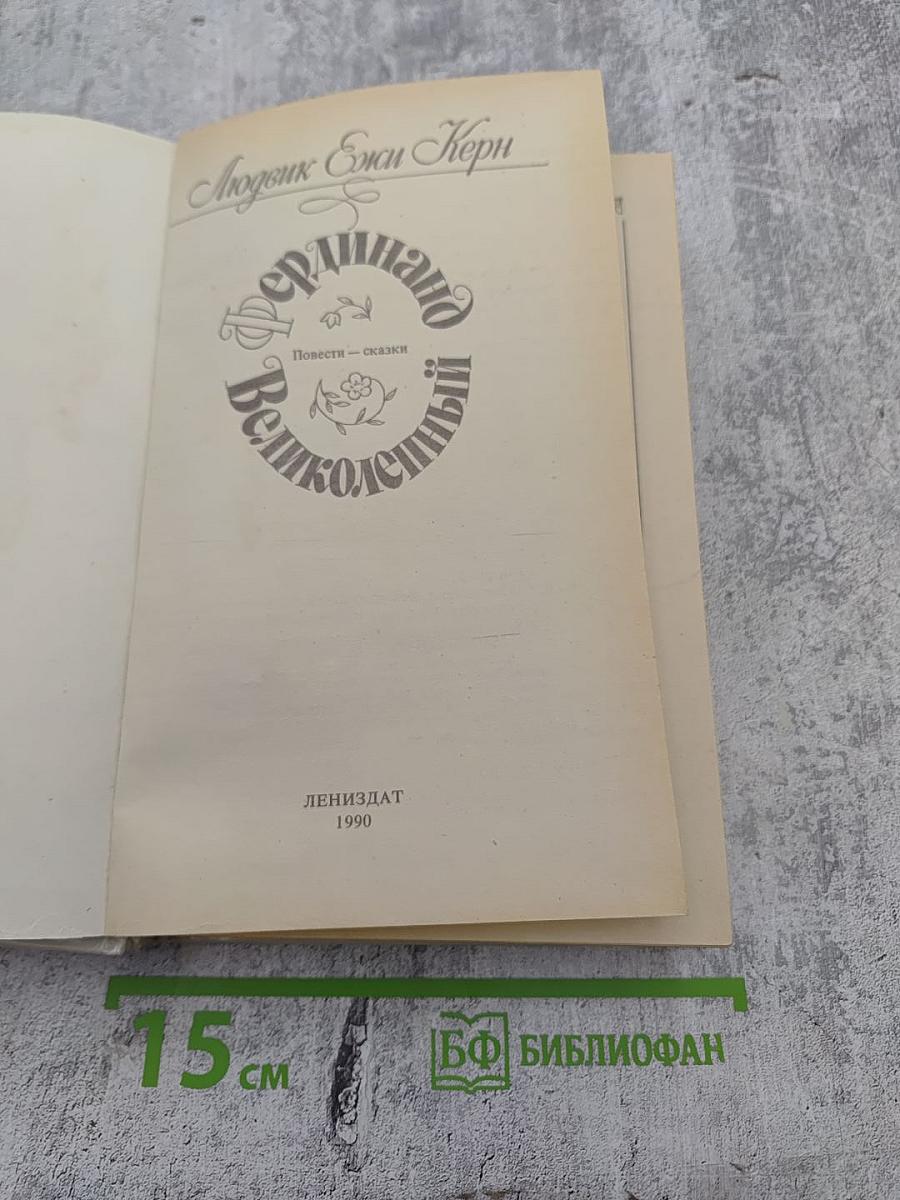 Людвик Ежи Керн
Фердинанд
Повести — сказки
Великолепный
ЛЕНИЗДАТ
1990
15 см
БФ БИБЛИОФАН